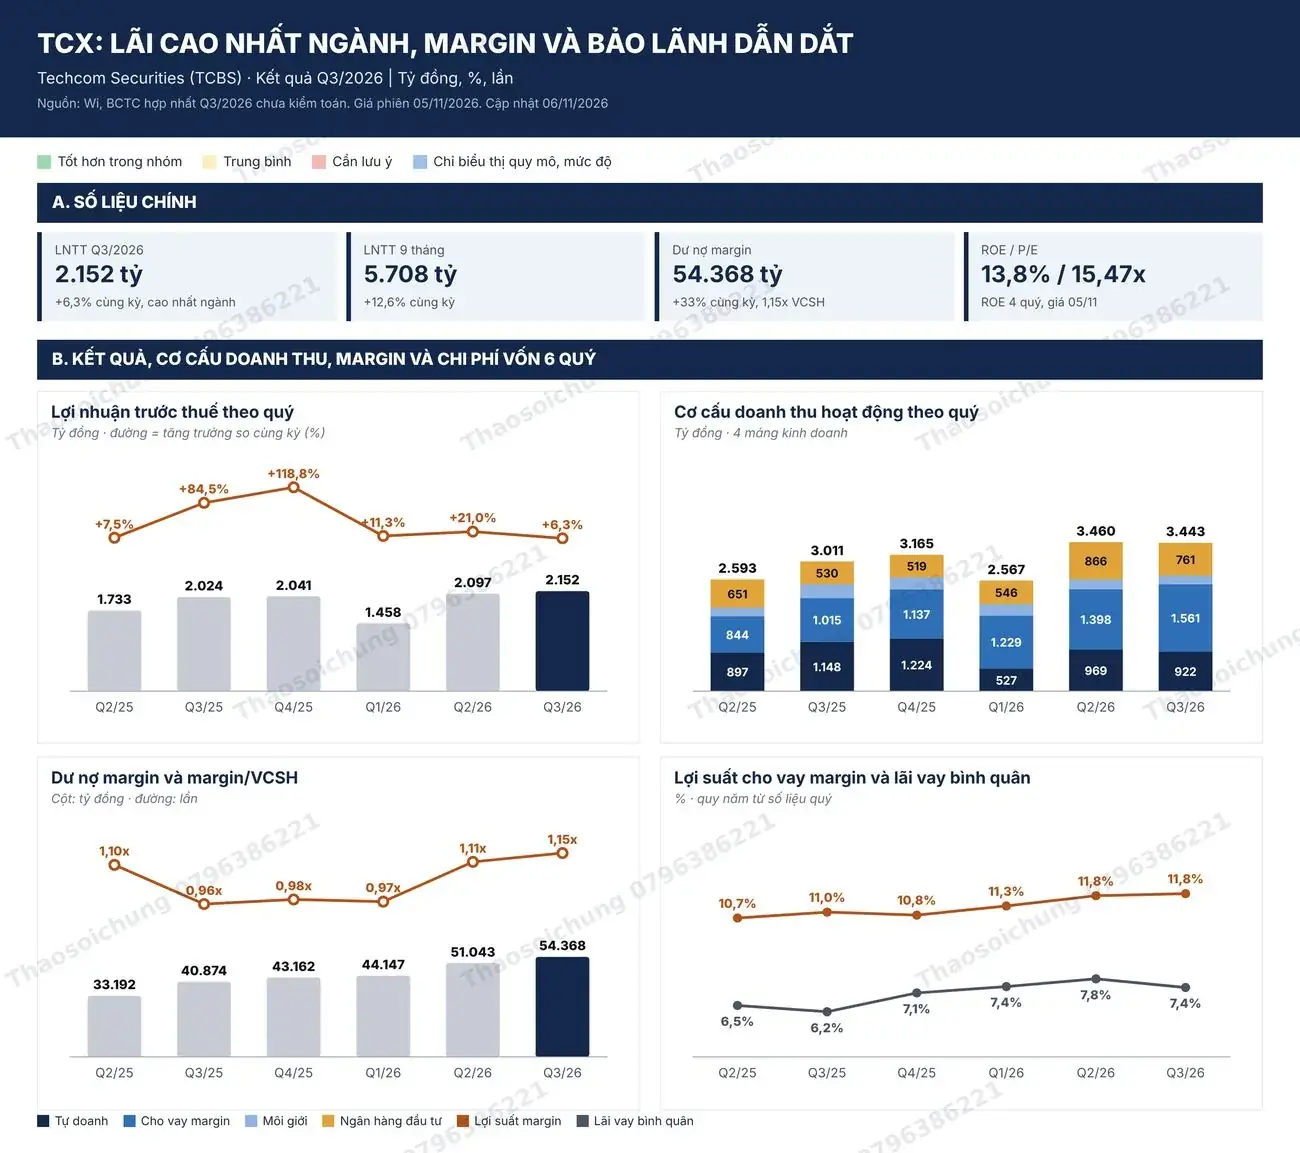 TCX: LÃI CAO NHẤT NGÀNH, MARGIN VÀ BẢO LÃNH DẪN DẮT
Techcom Securities (TCBS) · Kết quả Q3/2026 | Tỷ đồng, %, lần
Nguồn: Wi, BCTC hợp nhất Q3/2026 chưa kiểm toán. Giá phiên 05/11/2026. Cập nhật 06/11/2026
Tốt hơn trong nhóm Trung bình Cần lưu ý Chỉ biểu thị quy mô, mức độ
A. SỐ LIỆU CHÍNH
LNTT Q3/2026
2.152 tỷ
+6,3% cùng kỳ, cao nhất ngành
LNTT 9 tháng
5.708 tỷ
+12,6% cùng kỳ
Dư nợ margin
54.368 tỷ
+33% cùng kỳ, 1,15x VCSH
ROE / P/E
13,8% / 15,47x
ROE 4 quý, giá 05/11
B. KẾT QUẢ, CƠ CẤU DOANH THU, MARGIN VÀ CHI PHÍ VỐN 6 QUÝ
Lợi nhuận trước thuế theo quý
Tỷ đồng · đường = tăng trưởng so cùng kỳ (%)
+7,5% +84,5% +118,8% +11,3% +21,0% +6,3%
1.733 2.024 2.041 1.458 2.097 2.152
Q2/25 Q3/25 Q4/25 Q1/26 Q2/26 Q3/26
Cơ cấu doanh thu hoạt động theo quý
Tỷ đồng · 4 mảng kinh doanh
2.593 3.011 3.165 2.567 3.460 3.443
651 530 519 546 866 761
844 1.015 1.137 1.229 1.398 1.561
897 1.148 1.224 527 969 922
Q2/25 Q3/25 Q4/25 Q1/26 Q2/26 Q3/26
Dư nợ margin và margin/VCSH
Cột: tỷ đồng · đường: lần
1,10x 0,96x 0,98x 0,97x 1,11x 1,15x
33.192 40.874 43.162 44.147 51.043 54.368
Q2/25 Q3/25 Q4/25 Q1/26 Q2/26 Q3/26
Lợi suất cho vay margin và lãi vay bình quân
% · quy năm từ số liệu quý
10,7% 11,0% 10,8% 11,3% 11,8% 11,8%
6,5% 6,2% 7,1% 7,4% 7,8% 7,4%
Q2/25 Q3/25 Q4/25 Q1/26 Q2/26 Q3/26
Tự doanh Cho vay margin Môi giới Ngân hàng đầu tư Lợi suất margin Lãi vay bình quân
Thaosoichung 0796386221